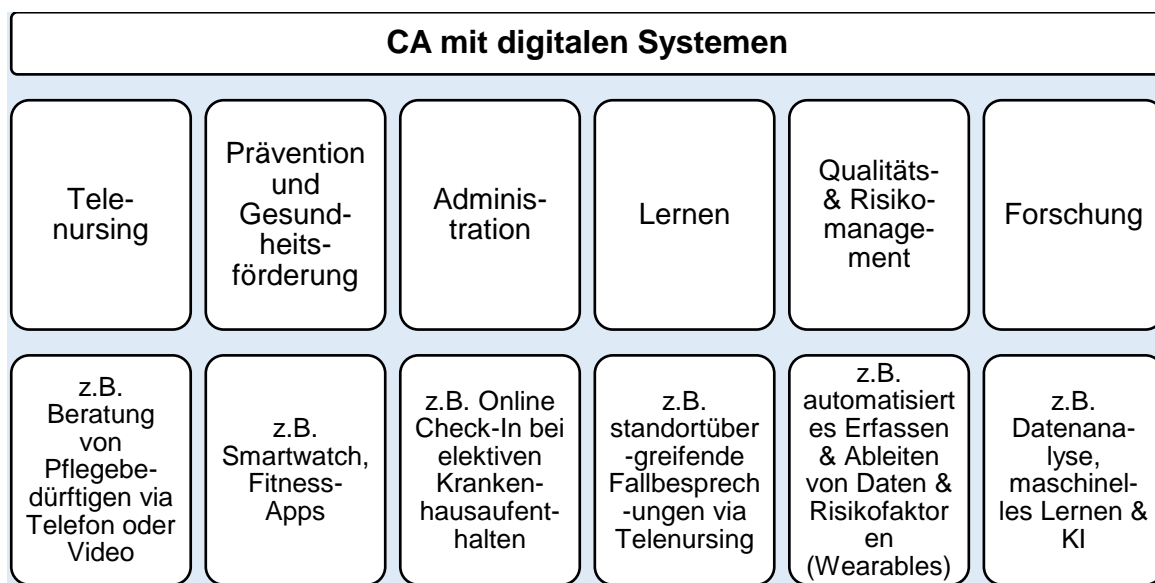 CA mit digitalen Systemen
Tele-
nursing
Prävention
und
Gesund-
heits-
förderung
Adminis-
tration
Lernen
Qualitäts-
& Risiko-
manage-
ment
Forschung
z.B.
Beratung
von
Pflegebe-
dürftigen via
Telefon oder
Video
z.B.
Smartwatch,
Fitness-
Apps
z.B. Online
Check-In bei
elektiven
Kranken-
hausaufent-
halten
z.B.
standortüber
-greifende
Fallbesprech
-ungen via
Telenursing
z.B.
automatisiert
es Erfassen
& Ableiten
von Daten &
Risikofaktor
en
(Wearables)
z.B.
Datenana-
lyse,
maschinel-
les Lernen &
KI